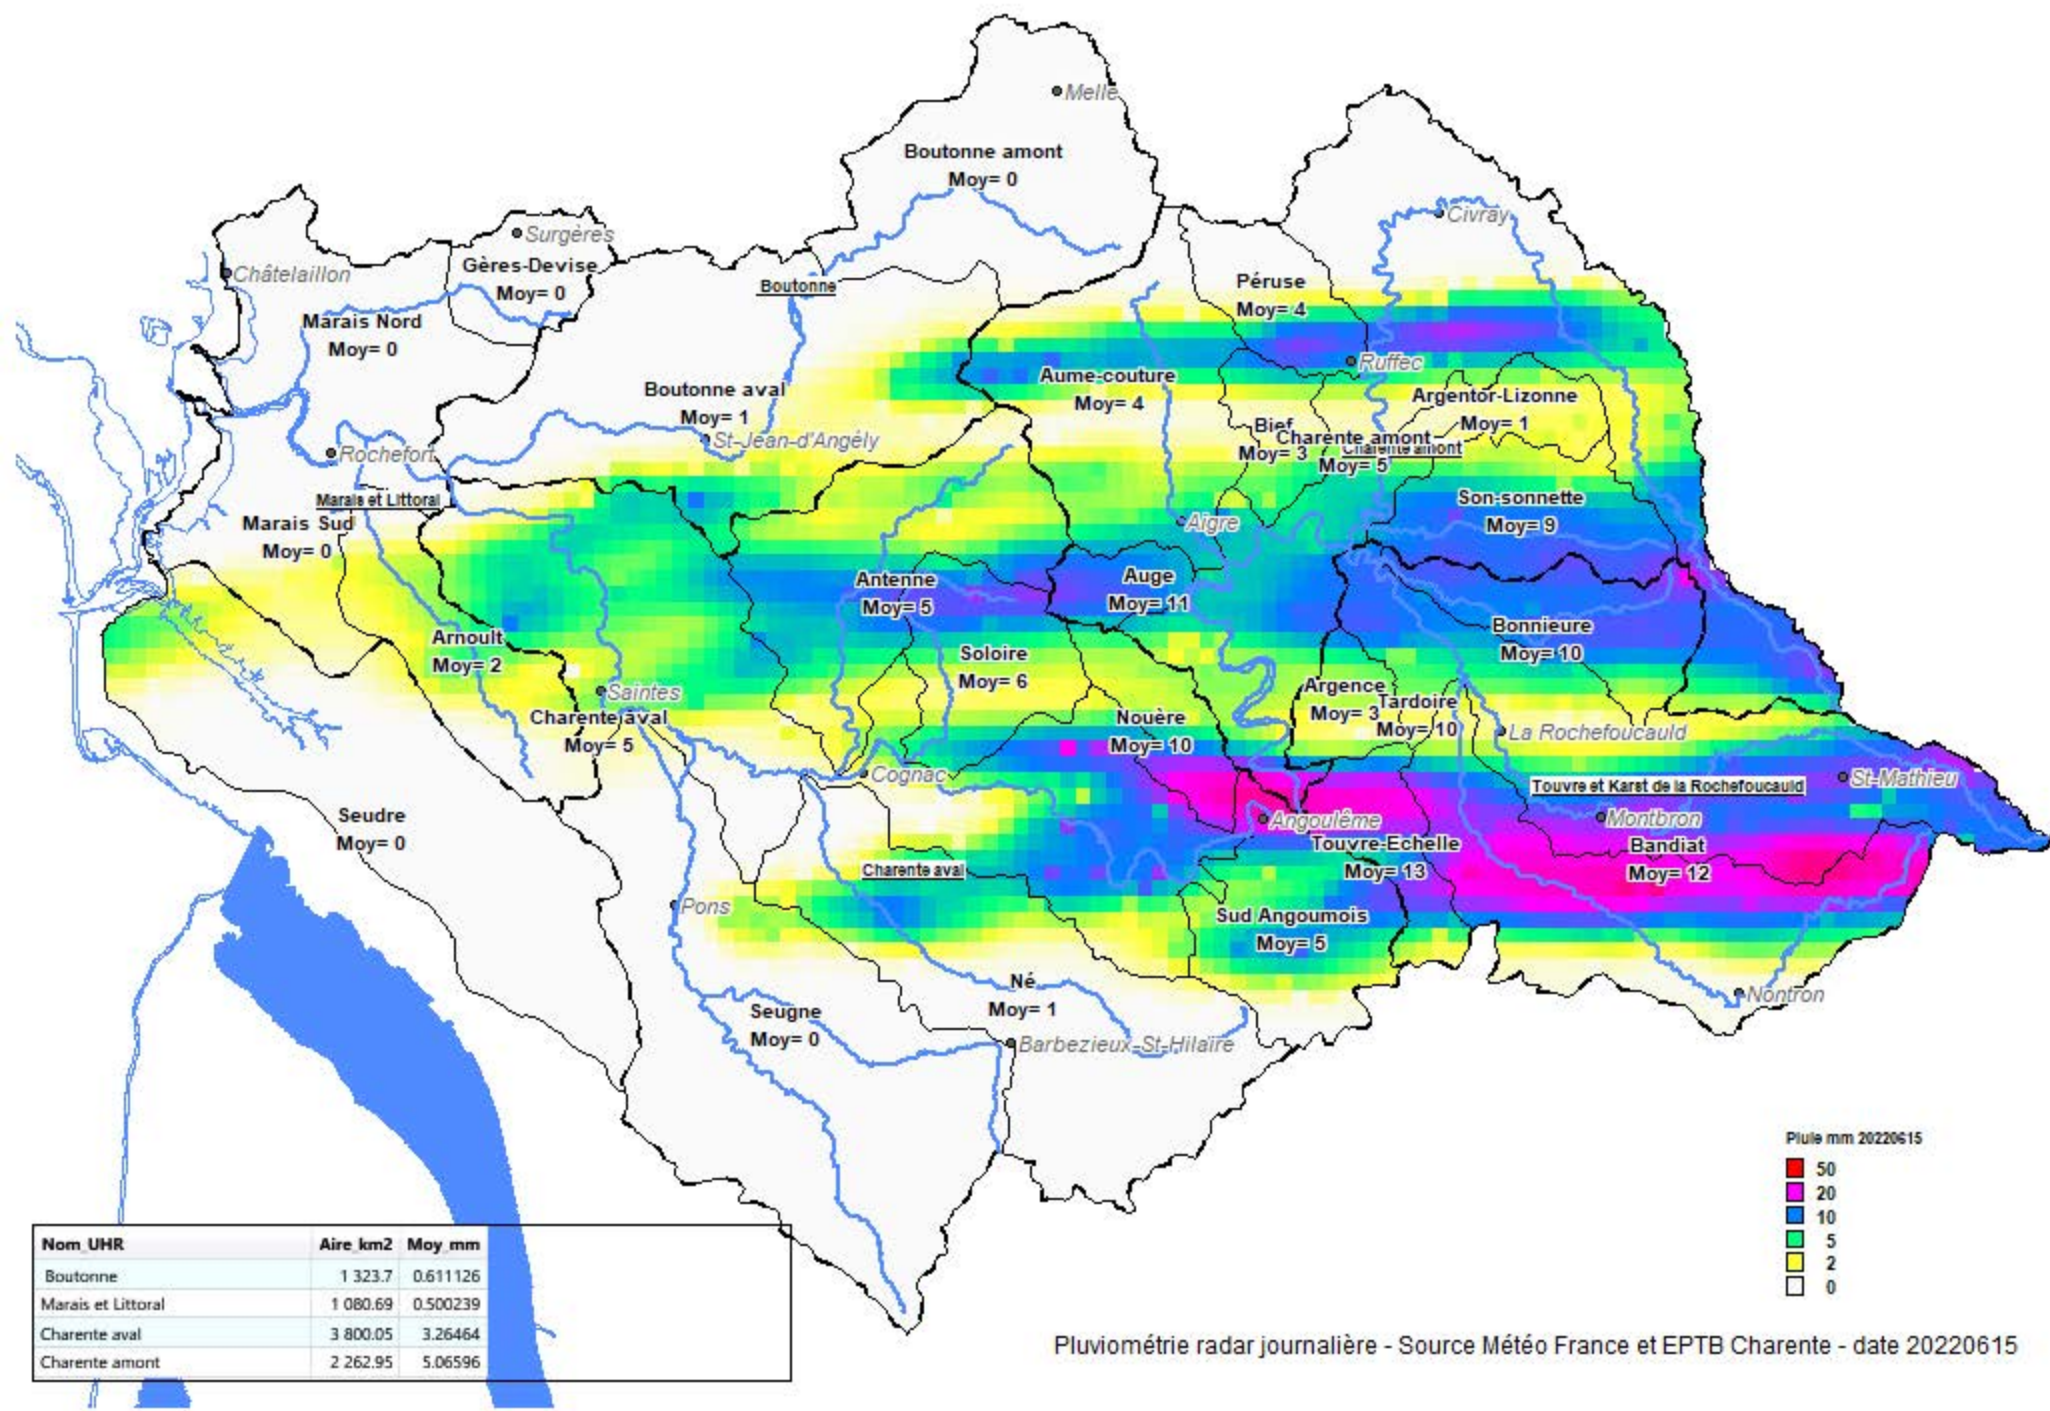 Melle
Boutonne amont
Moy= 0
Civray
Surgères
Châtelaillon
Gères-Devise
Moy= 0
Boutonne
Péruse
Moy= 4
Marais Nord
Moy= 0
Ruffec
Aume-couture
Moy= 4
Boutonne aval
Moy= 1
Argentor-Lizonne
Moy= 1
St-Jean-d'Angély
Bief
Moy= 3
Charente amont
Moy= 5
Charente amont
Rochefort
Marais et Littoral
Marais Sud
Moy= 0
Son-sonnette
Moy= 9
Aigre
Antenne
Moy= 5
Auge
Moy= 11
Bonnieure
Moy= 10
Arnoult
Moy= 2
Soloire
Moy= 6
Saintes
Argence
Moy= 3
Tardoire
Moy= 10
Charente aval
Moy= 5
Nouère
Moy= 10
La Rochefoucauld
Cognac
St-Mathieu
Touvre et Karst de la Rochefoucauld
Seudre
Moy= 0
Angoulême
Montbron
Touvre-Echelle
Moy= 13
Bandiat
Moy= 12
Charente aval
Pons
Sud Angoumois
Moy= 5
Né
Moy= 1
Nontron
Seugne
Moy= 0
Barbezieux-St-Hilaire
Pluie mm 20220615
50
20
10
5
2
0
Nom_UHR Aire_km2 Moy_mm
Boutonne 1 323.7 0.611126
Marais et Littoral 1 080.69 0.500239
Charente aval 3 800.05 3.26464
Charente amont 2 262.95 5.06596
Pluviométrie radar journalière - Source Météo France et EPTB Charente - date 20220615